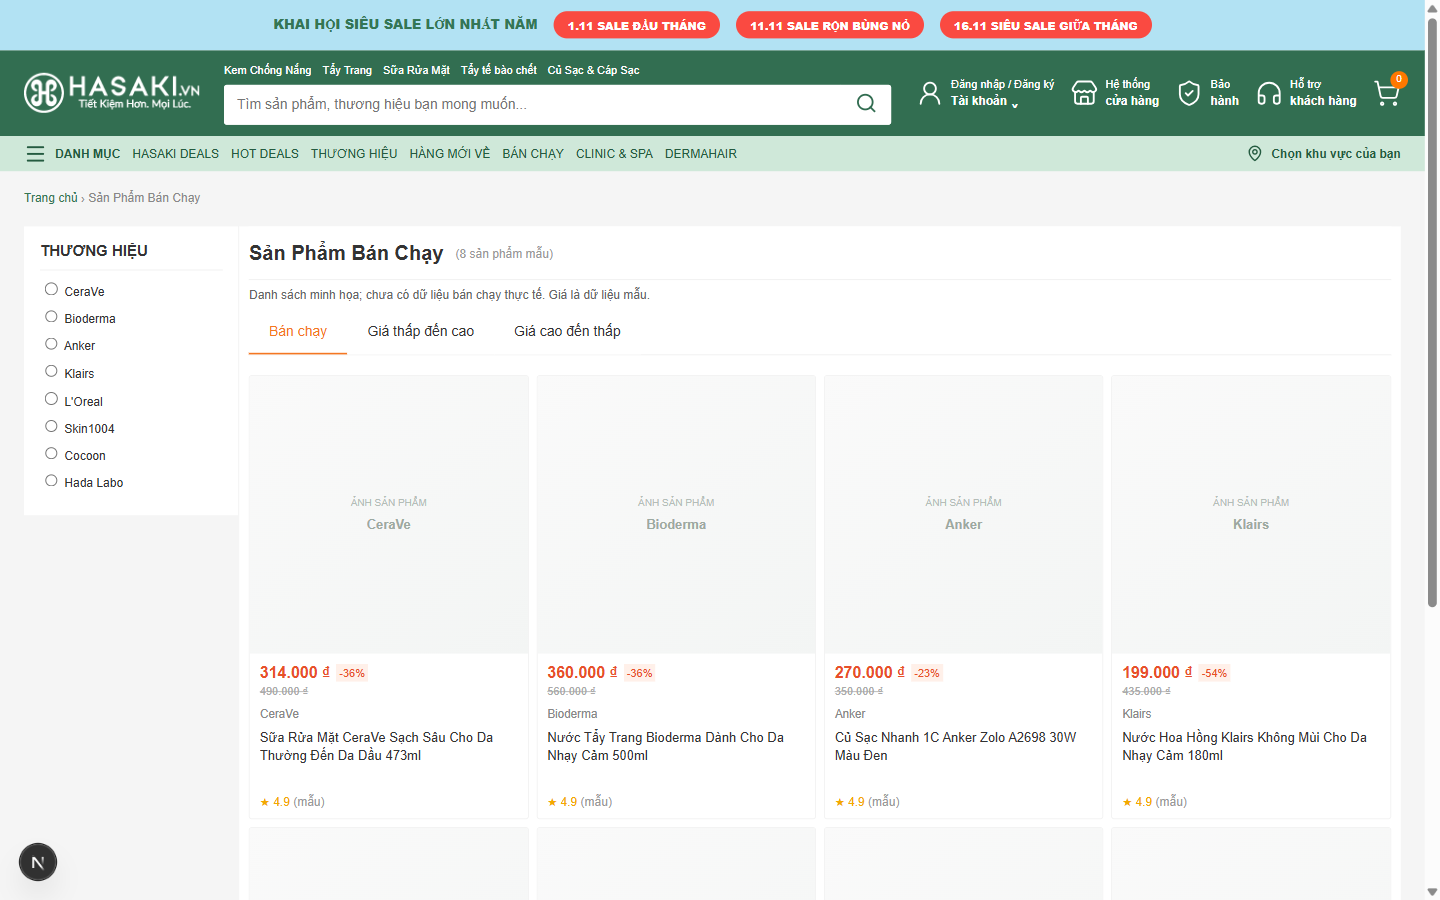 KHAI HỘI SIÊU SALE LỚN NHẤT NĂM
1.11 SALE ĐẦU THÁNG
11.11 SALE RỘN BÙNG NỔ
16.11 SIÊU SALE GIỮA THÁNG
HASAKI.VN
Tiết Kiệm Hơn. Mọi Lúc.
Kem Chống Nắng Tẩy Trang Sữa Rửa Mặt Tẩy tế bào chết Củ Sạc & Cáp Sạc
Tìm sản phẩm, thương hiệu bạn mong muốn...
Đăng nhập / Đăng ký
Tài khoản
Hệ thống
cửa hàng
Bảo
hành
Hỗ trợ
khách hàng
0
DANH MỤC HASAKI DEALS HOT DEALS THƯƠNG HIỆU HÀNG MỚI VỀ BÁN CHẠY CLINIC & SPA DERMAHAIR
Chọn khu vực của bạn
Trang chủ › Sản Phẩm Bán Chạy
THƯƠNG HIỆU
CeraVe
Bioderma
Anker
Klairs
L'Oreal
Skin1004
Cocoon
Hada Labo
Sản Phẩm Bán Chạy (8 sản phẩm mẫu)
Danh sách minh họa; chưa có dữ liệu bán chạy thực tế. Giá là dữ liệu mẫu.
Bán chạy Giá thấp đến cao Giá cao đến thấp
ẢNH SẢN PHẨM
CeraVe
314.000 ₫ -36%
490.000 ₫
CeraVe
Sữa Rửa Mặt CeraVe Sạch Sâu Cho Da
Thường Đến Da Dầu 473ml
★ 4.9 (mẫu)
ẢNH SẢN PHẨM
Bioderma
360.000 ₫ -36%
560.000 ₫
Bioderma
Nước Tẩy Trang Bioderma Dành Cho Da
Nhạy Cảm 500ml
★ 4.9 (mẫu)
ẢNH SẢN PHẨM
Anker
270.000 ₫ -23%
350.000 ₫
Anker
Củ Sạc Nhanh 1C Anker Zolo A2698 30W
Màu Đen
★ 4.9 (mẫu)
ẢNH SẢN PHẨM
Klairs
199.000 ₫ -54%
435.000 ₫
Klairs
Nước Hoa Hồng Klairs Không Mùi Cho Da
Nhạy Cảm 180ml
★ 4.9 (mẫu)
N